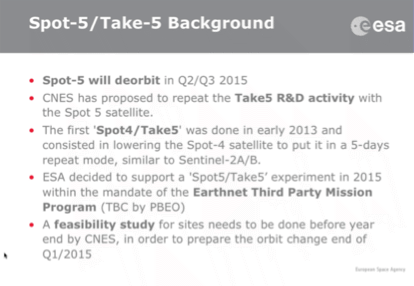 Spot-5/Take-5 Background
esa
• Spot-5 will deorbit in Q2/Q3 2015
• CNES has proposed to repeat the Take5 R&D activity with
the Spot 5 satellite.
• The first 'Spot4/Take5' was done in early 2013 and
consisted in lowering the Spot-4 satellite to put it in a 5-days
repeat mode, similar to Sentinel-2A/B.
• ESA decided to support a 'Spot5/Take5' experiment in 2015
within the mandate of the Earthnet Third Party Mission
Program (TBC by PBEO)
• A feasibility study for sites needs to be done before year
end by CNES, in order to prepare the orbit change end of
Q1/2015
European Space Agency